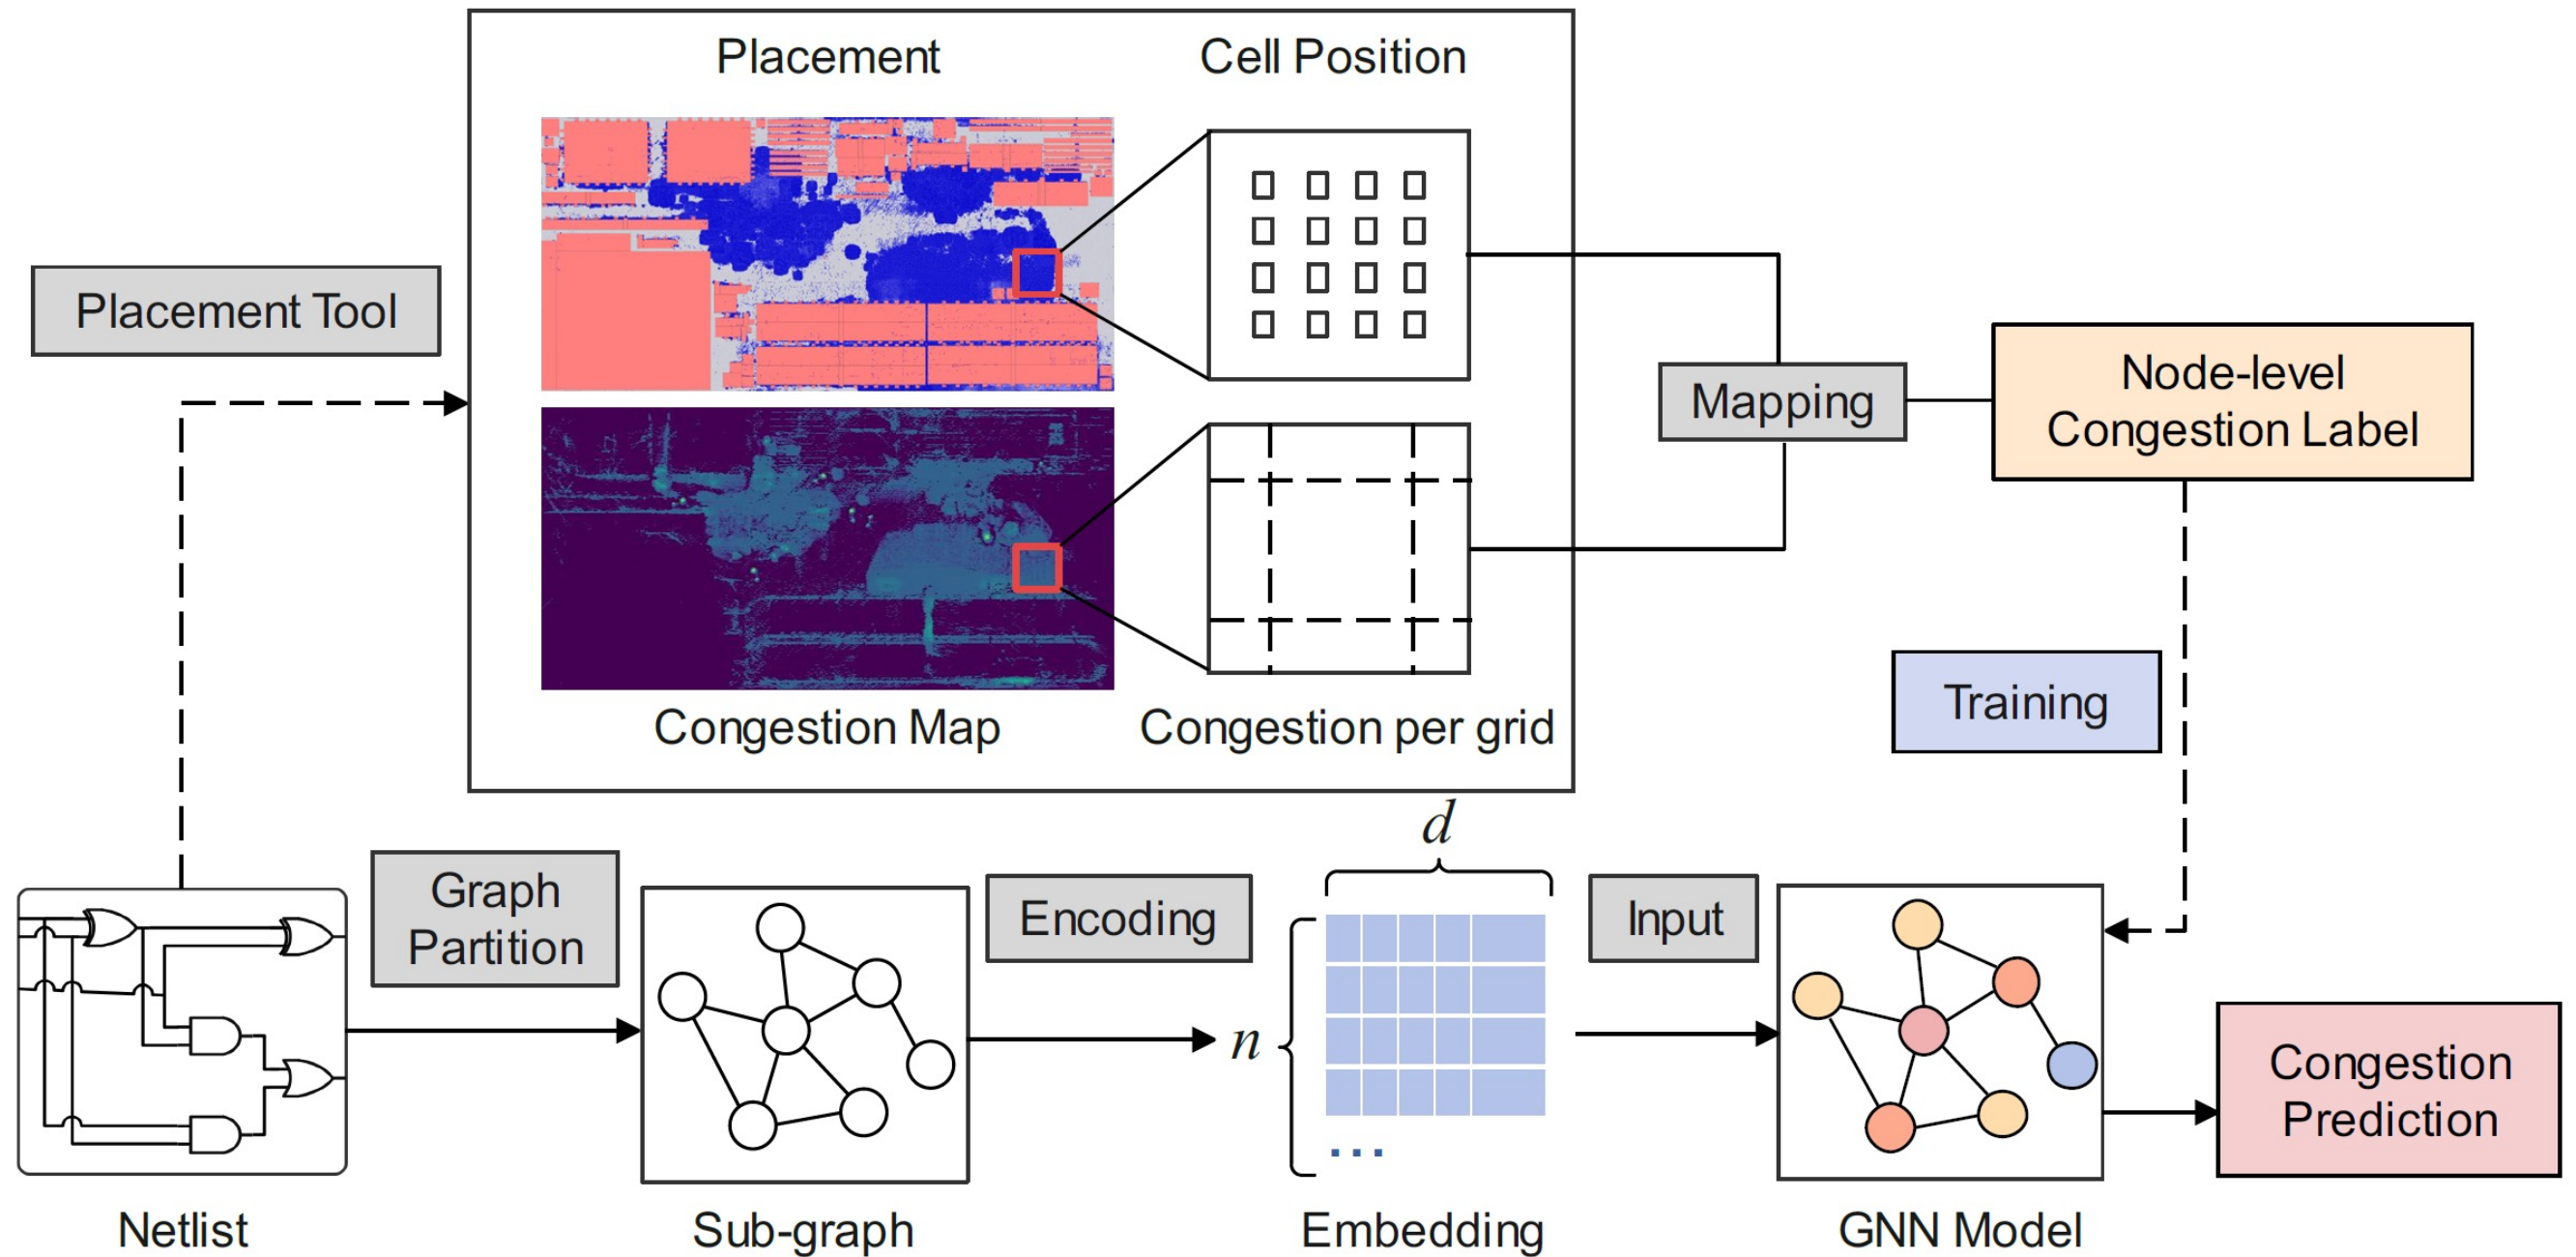 Placement
Cell Position
Placement Tool
Mapping
Node-level
Congestion Label
Congestion Map
Congestion per grid
Training
d
Graph
Partition
Encoding
Input
n
...
Congestion
Prediction
Netlist
Sub-graph
Embedding
GNN Model